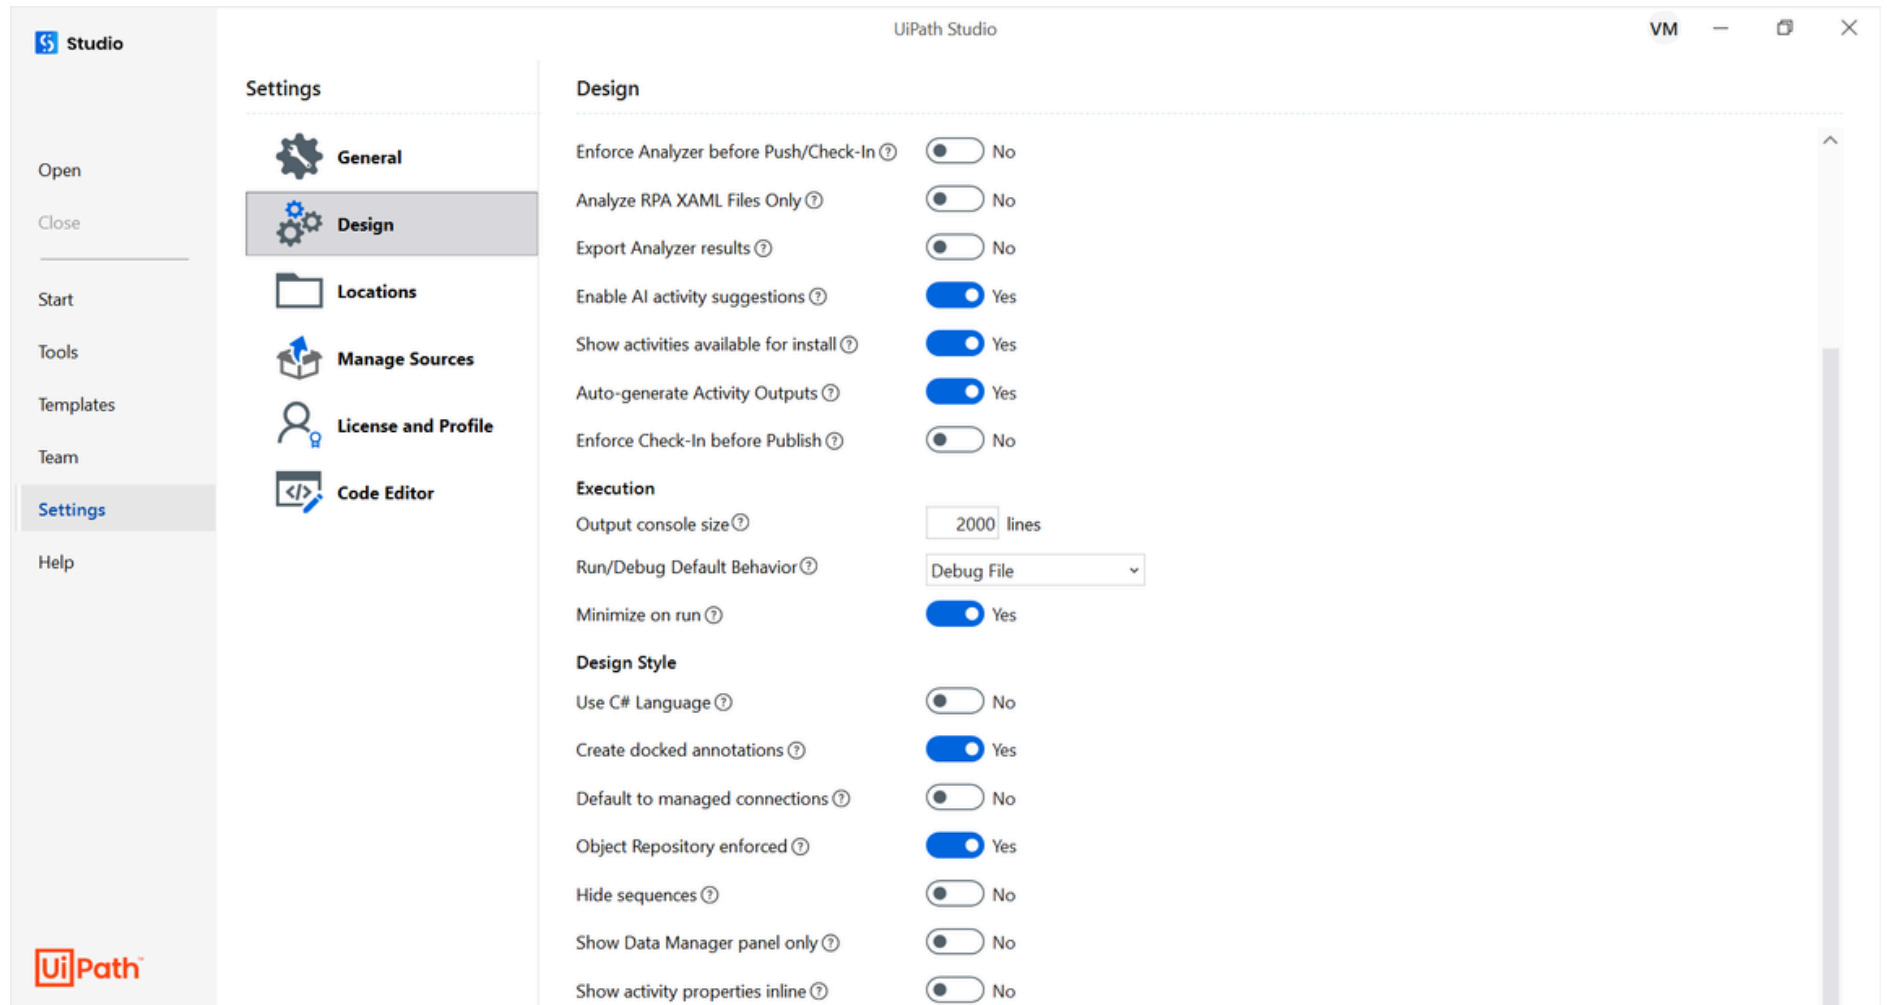 Studio
UiPath Studio
VM
Settings
Design
Open
Close
Start
Tools
Templates
Team
Settings
Help
UiPath
General
Design
Locations
Manage Sources
License and Profile
Code Editor
Enforce Analyzer before Push/Check-In ? No
Analyze RPA XAML Files Only ? No
Export Analyzer results ? No
Enable AI activity suggestions ? Yes
Show activities available for install ? Yes
Auto-generate Activity Outputs ? Yes
Enforce Check-In before Publish ? No
Execution
Output console size ? 2000 lines
Run/Debug Default Behavior ? Debug File
Minimize on run ? Yes
Design Style
Use C# Language ? No
Create docked annotations ? Yes
Default to managed connections ? No
Object Repository enforced ? Yes
Hide sequences ? No
Show Data Manager panel only ? No
Show activity properties inline ? No